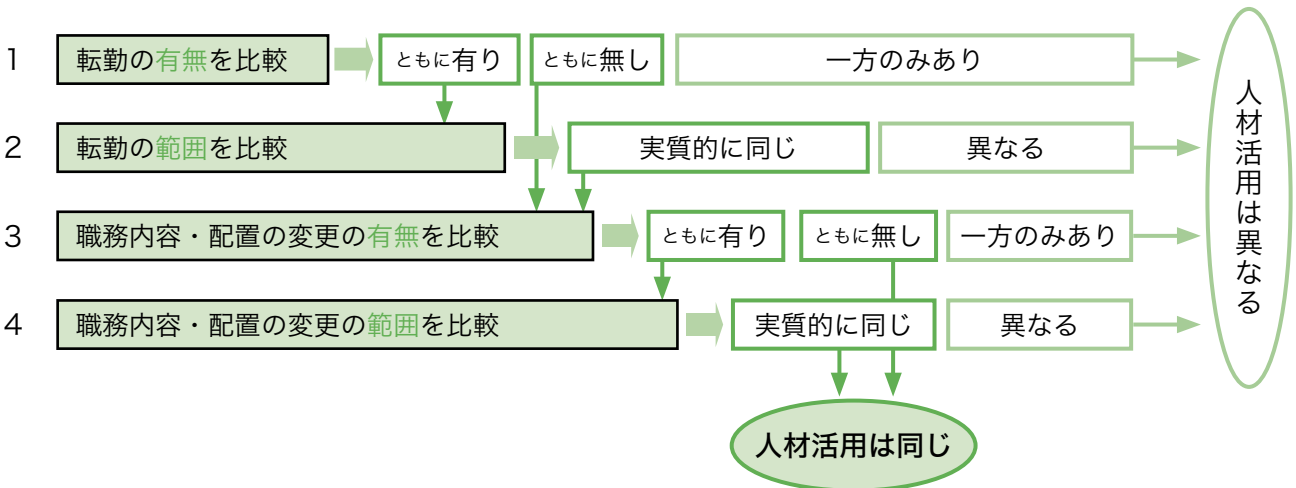 1 転勤の有無を比較 ともに有り ともに無し 一方のみあり
2 転勤の範囲を比較 実質的に同じ 異なる
3 職務内容・配置の変更の有無を比較 ともに有り ともに無し 一方のみあり
4 職務内容・配置の変更の範囲を比較 実質的に同じ 異なる
人材活用は異なる
人材活用は同じ